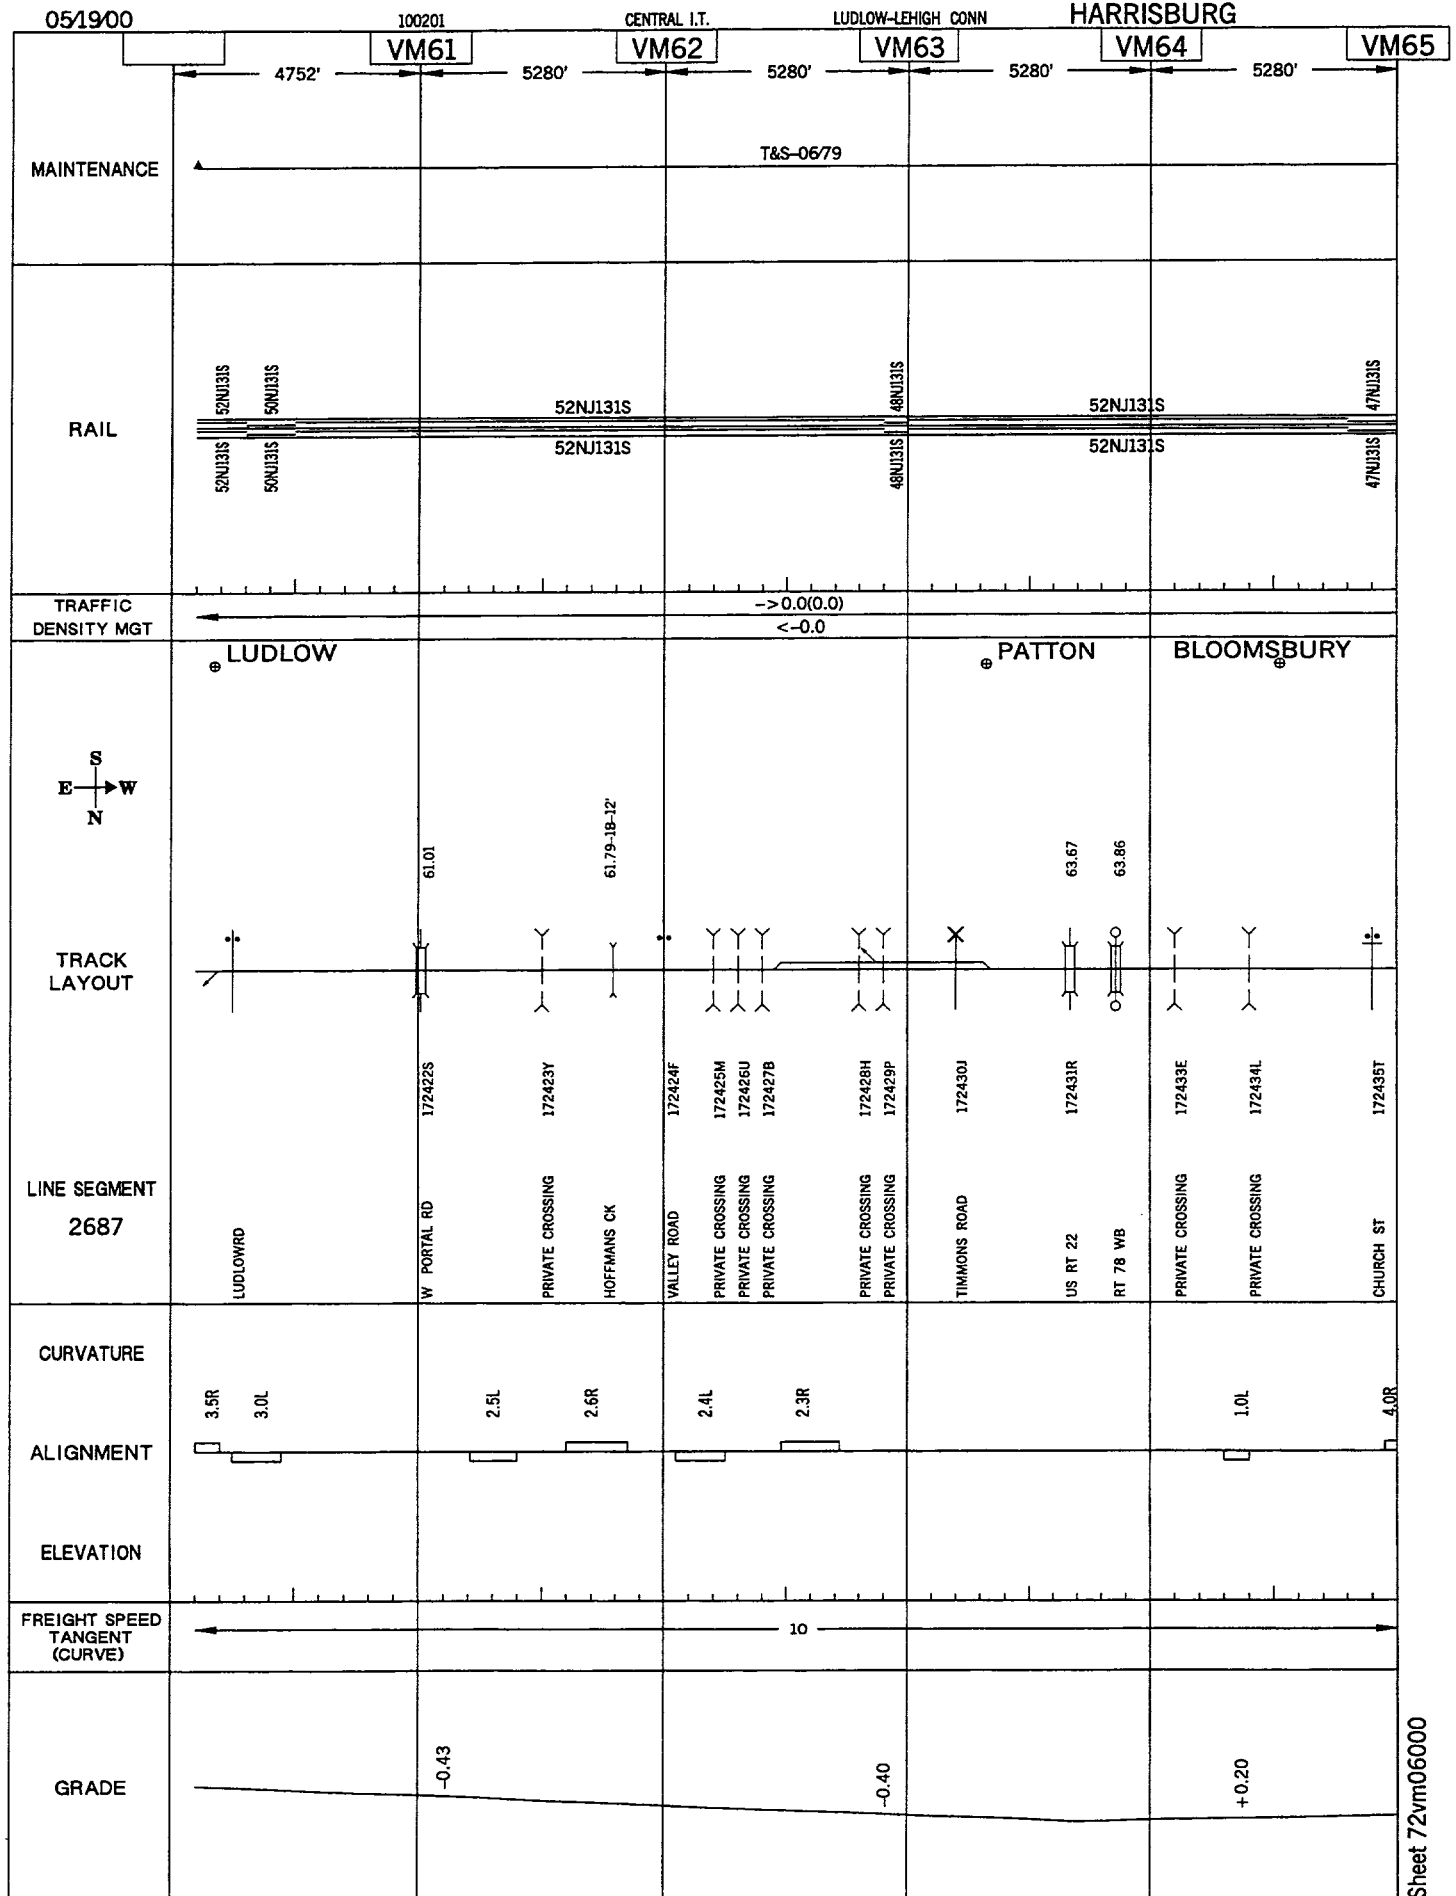 05/19/00
100201
CENTRAL I.T.
LUDLOW-LEHIGH CONN
HARRISBURG
VM61
VM62
VM63
VM64
VM65
4752'
5280'
5280'
5280'
5280'
MAINTENANCE
T&S-06/79
RAIL
52NJ131S
50NJ131S
52NJ131S
48NJ131S
52NJ131S
47NJ131S
52NJ131S
50NJ131S
52NJ131S
48NJ131S
52NJ131S
47NJ131S
TRAFFIC
DENSITY MGT
->0.0(0.0)
<-0.0
LUDLOW
PATTON
BLOOMSBURY
S
E
W
N
61.01
61.79-1B-12'
63.67
63.86
TRACK
LAYOUT
172422S
172423Y
172424F
172425M
172426U
172427B
172428H
172429P
172430J
172431R
172433E
172434L
172435T
LINE SEGMENT
2687
LUDLOWRD
W PORTAL RD
PRIVATE CROSSING
HOFFMANS CK
VALLEY ROAD
PRIVATE CROSSING
PRIVATE CROSSING
PRIVATE CROSSING
PRIVATE CROSSING
PRIVATE CROSSING
TIMMONS ROAD
US RT 22
RT 78 WB
PRIVATE CROSSING
PRIVATE CROSSING
CHURCH ST
CURVATURE
3.5R
3.0L
2.5L
2.6R
2.4L
2.3R
1.0L
4.0R
ALIGNMENT
ELEVATION
FREIGHT SPEED
TANGENT
(CURVE)
10
GRADE
-0.43
-0.40
+0.20
Sheet 72vm06000